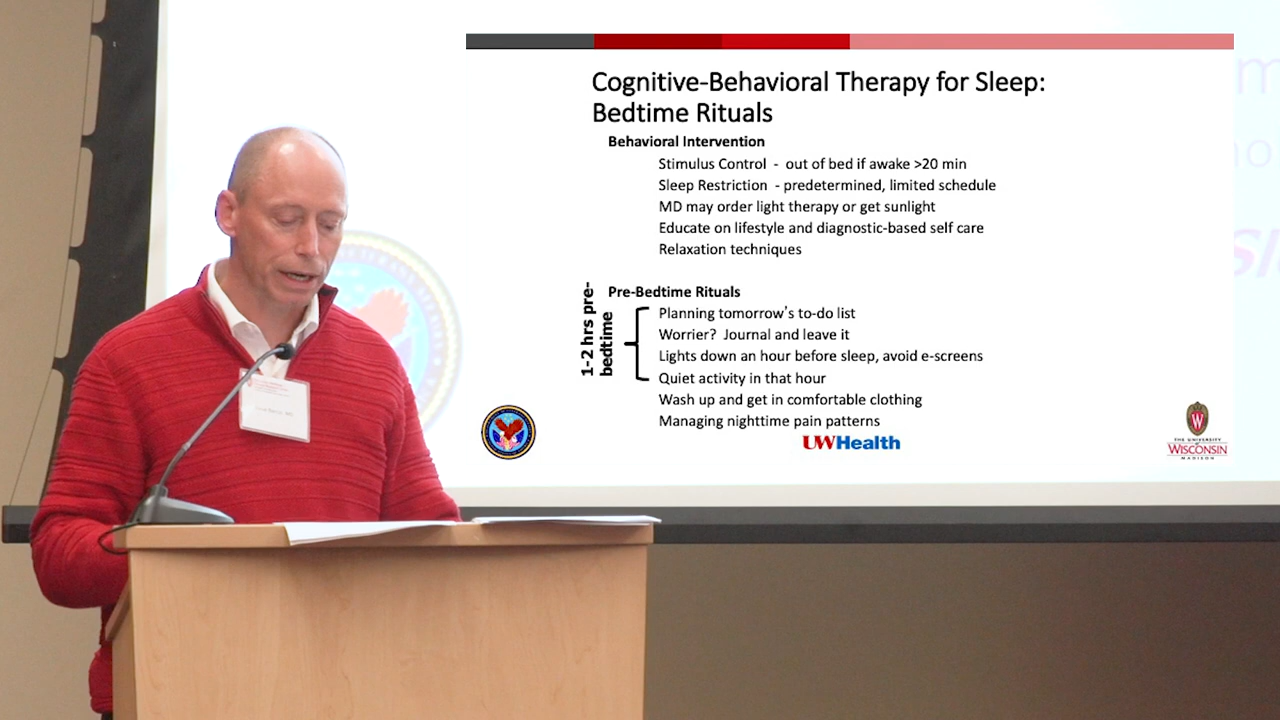 Cognitive-Behavioral Therapy for Sleep:
Bedtime Rituals
Behavioral Intervention
Stimulus Control - out of bed if awake >20 min
Sleep Restriction - predetermined, limited schedule
MD may order light therapy or get sunlight
Educate on lifestyle and diagnostic-based self care
Relaxation techniques
1-2 hrs pre-
bedtime
Pre-Bedtime Rituals
Planning tomorrow’s to-do list
Worrier? Journal and leave it
Lights down an hour before sleep, avoid e-screens
Quiet activity in that hour
Wash up and get in comfortable clothing
Managing nighttime pain patterns
UWHealth
W
THE UNIVERSITY
of
WISCONSIN
MADISON